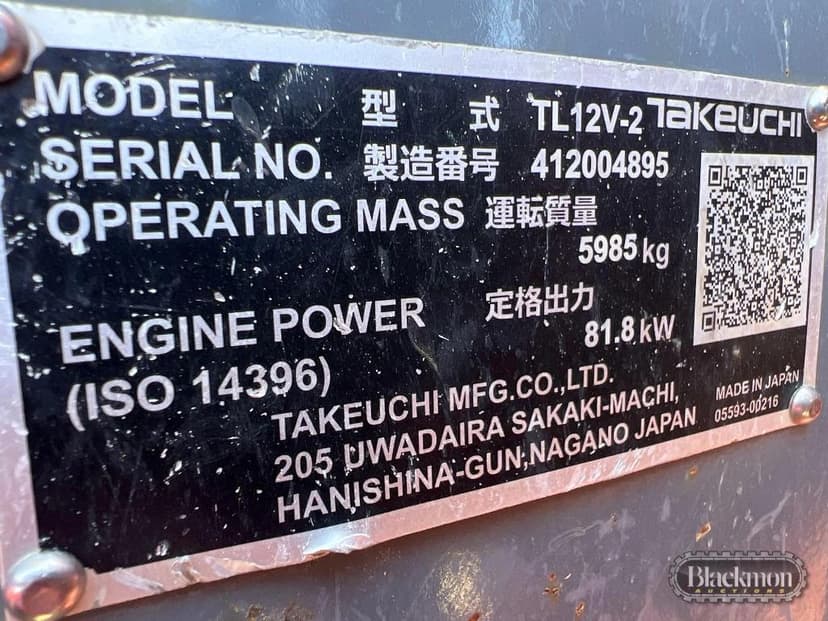 MODEL 型 式 TL12V-2 TAKEUCHI
SERIAL NO. 製造番号 412004895
OPERATING MASS 運転質量
5985 kg
ENGINE POWER 定格出力
(ISO 14396) 81.8 kW
TAKEUCHI MFG.CO.,LTD.
205 UWADAIRA SAKAKI-MACHI,
HANISHINA-GUN,NAGANO JAPAN
MADE IN JAPAN
05593-00216
Blackmon
AUCTIONS